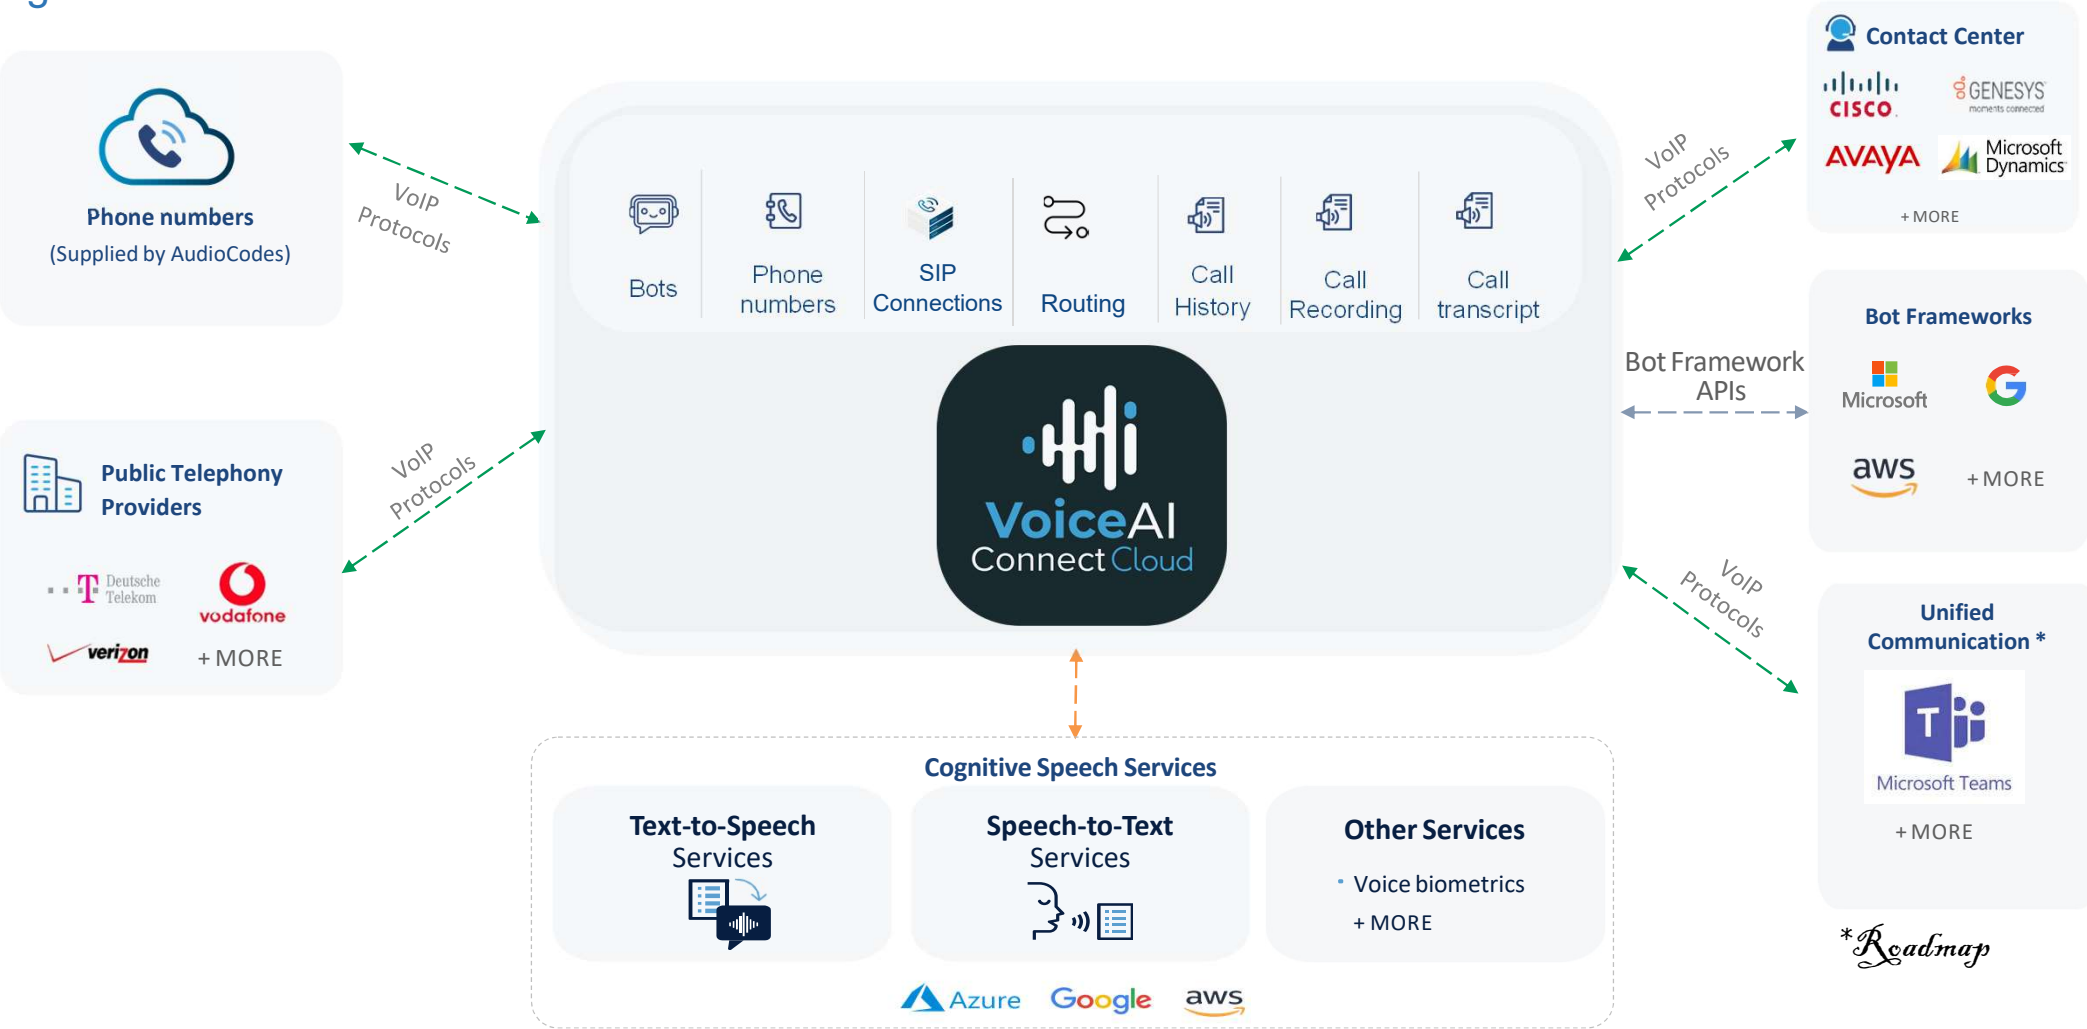 Phone numbers
(Supplied by AudioCodes)
VoIP
Protocols
Public Telephony
Providers
Deutsche
Telekom
vodafone
verizon
+ MORE
VoIP
Protocols
Bots
Phone
numbers
SIP
Connections
Routing
Call
History
Call
Recording
Call
transcript
VoiceAI
Connect Cloud
VoIP
Protocols
Contact Center
CISCO
GENESYS
moments connected
AVAYA
Microsoft
Dynamics
+ MORE
Bot Framework
APIs
Bot Frameworks
Microsoft
G
aws
+ MORE
VoIP
Protocols
Unified
Communication *
T
Microsoft Teams
+ MORE
*Roadmap
Cognitive Speech Services
Text-to-Speech
Services
Speech-to-Text
Services
Other Services
• Voice biometrics
+ MORE
Azure Google aws